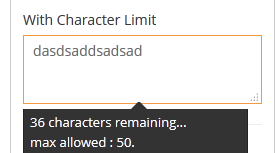 With Character Limit
dasdsaddsadsad
36 characters remaining...
max allowed : 50.